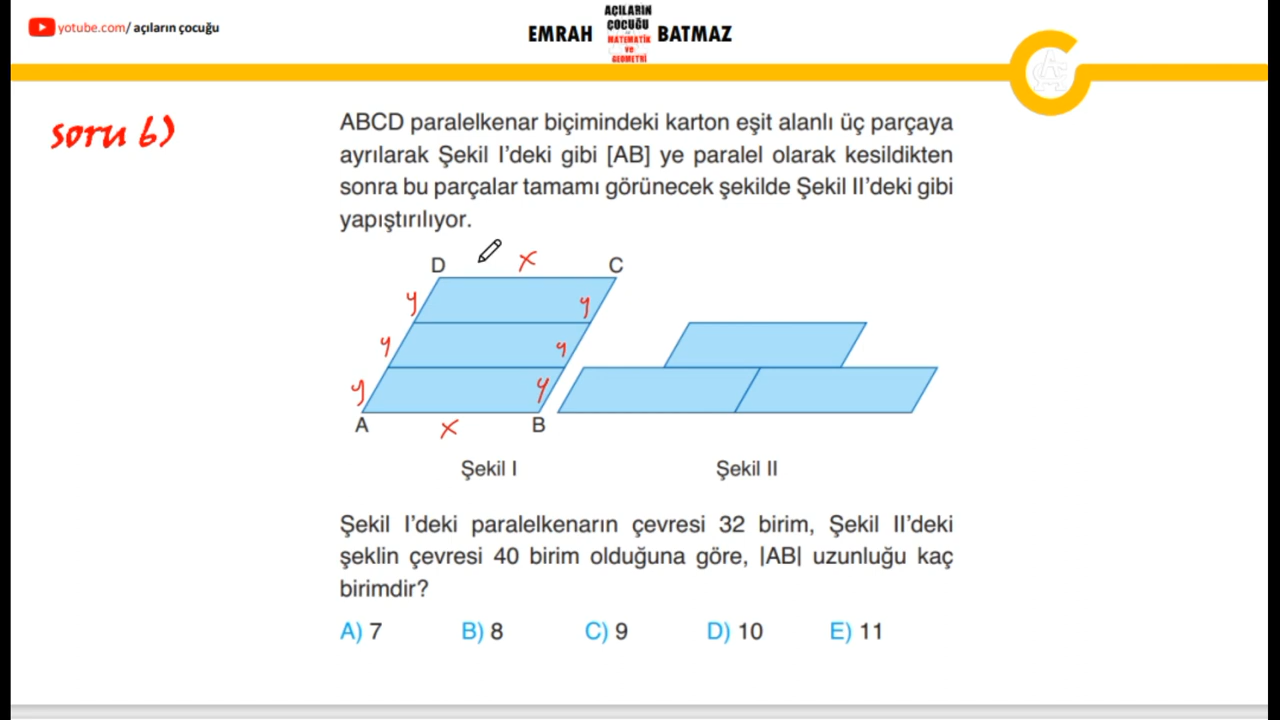 yotube.com/ açıların çocuğu
EMRAH
AÇILARIN
ÇOCUĞU
MATEMATİK
ve
GEOMETRİ
BATMAZ
soru 6)
ABCD paralelkenar biçimindeki karton eşit alanlı üç parçaya
ayrılarak Şekil I'deki gibi [AB] ye paralel olarak kesildikten
sonra bu parçalar tamamı görünecek şekilde Şekil II'deki gibi
yapıştırılıyor.
D x C
y y
y y
y y
A x B
Şekil I Şekil II
Şekil I'deki paralelkenarın çevresi 32 birim, Şekil II'deki
şeklin çevresi 40 birim olduğuna göre, |AB| uzunluğu kaç
birimdir?
A) 7 B) 8 C) 9 D) 10 E) 11